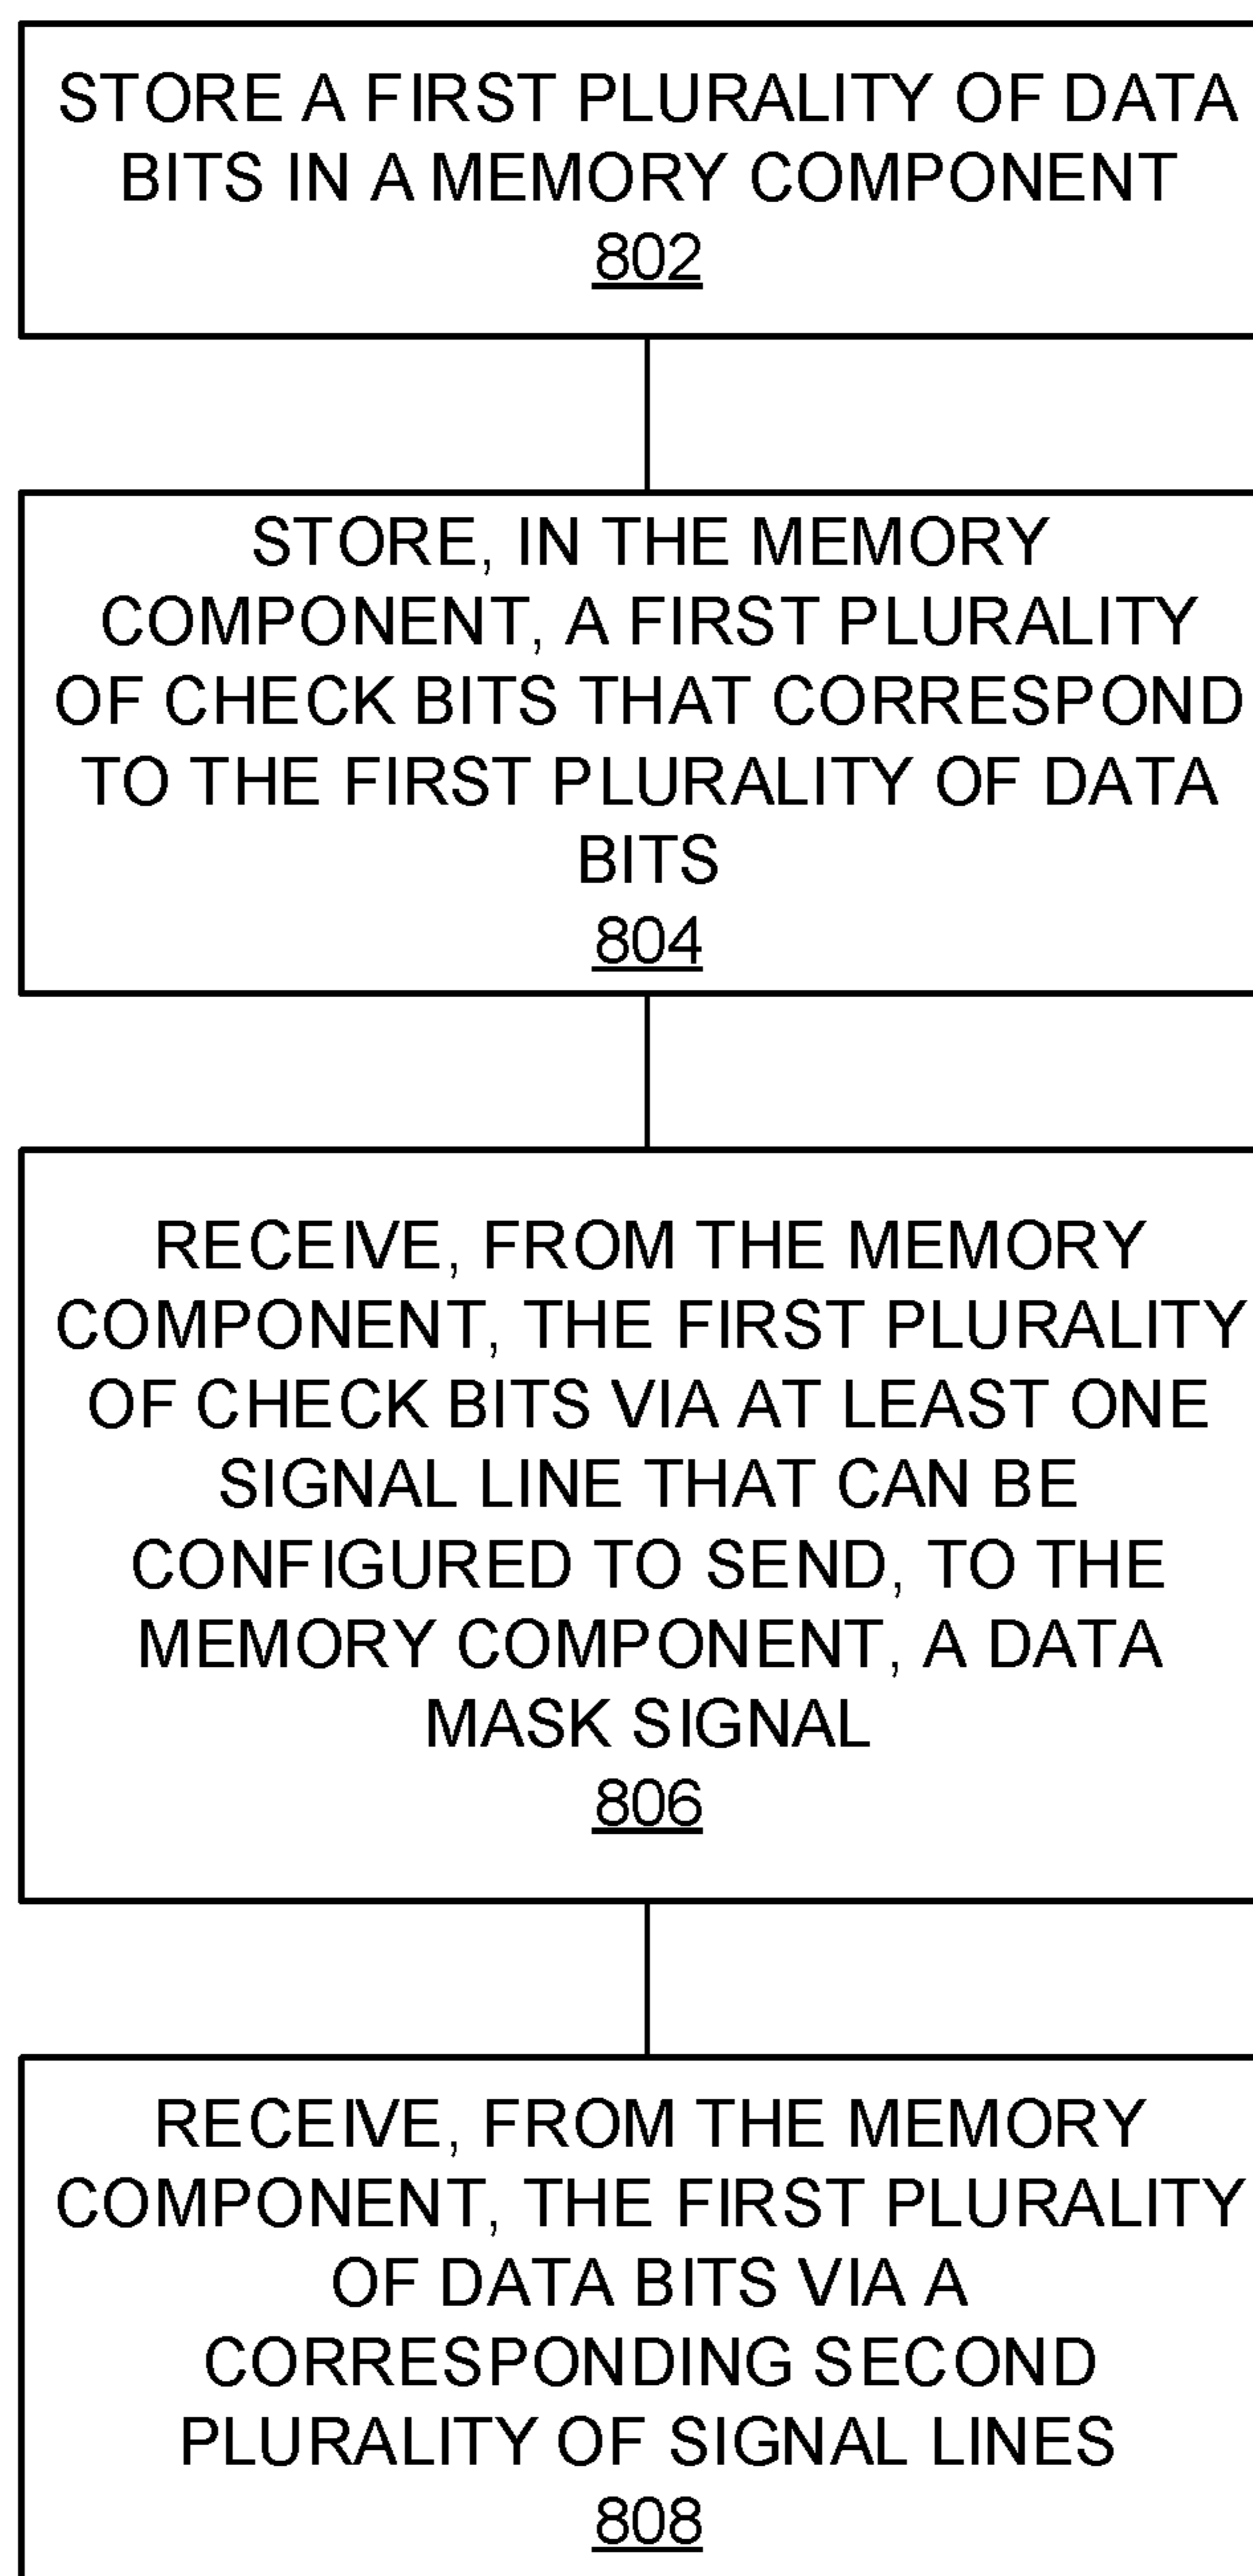 STORE A FIRST PLURALITY OF DATA
BITS IN A MEMORY COMPONENT
802
STORE, IN THE MEMORY
COMPONENT, A FIRST PLURALITY
OF CHECK BITS THAT CORRESPOND
TO THE FIRST PLURALITY OF DATA
BITS
804
RECEIVE, FROM THE MEMORY
COMPONENT, THE FIRST PLURALITY
OF CHECK BITS VIA AT LEAST ONE
SIGNAL LINE THAT CAN BE
CONFIGURED TO SEND, TO THE
MEMORY COMPONENT, A DATA
MASK SIGNAL
806
RECEIVE, FROM THE MEMORY
COMPONENT, THE FIRST PLURALITY
OF DATA BITS VIA A
CORRESPONDING SECOND
PLURALITY OF SIGNAL LINES
808